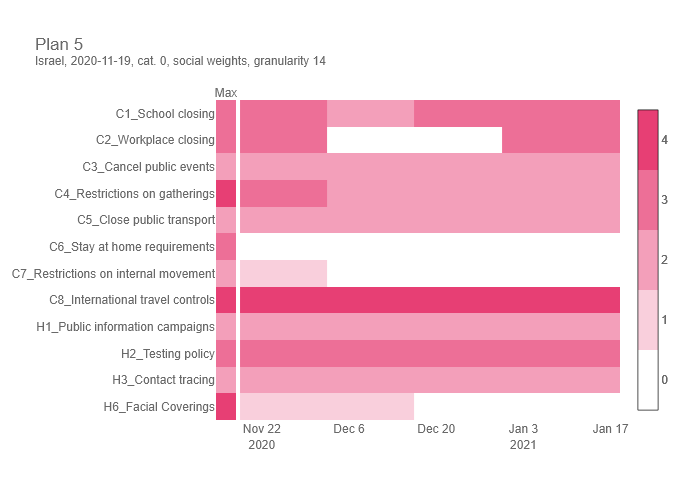 Plan 5
Israel, 2020-11-19, cat. 0, social weights, granularity 14
Max
C1_School closing
C2_Workplace closing
C3_Cancel public events
C4_Restrictions on gatherings
C5_Close public transport
C6_Stay at home requirements
C7_Restrictions on internal movement
C8_International travel controls
H1_Public information campaigns
H2_Testing policy
H3_Contact tracing
H6_Facial Coverings
4
3
2
1
0
Nov 22 Dec 6 Dec 20 Jan 3 Jan 17
2020 2021